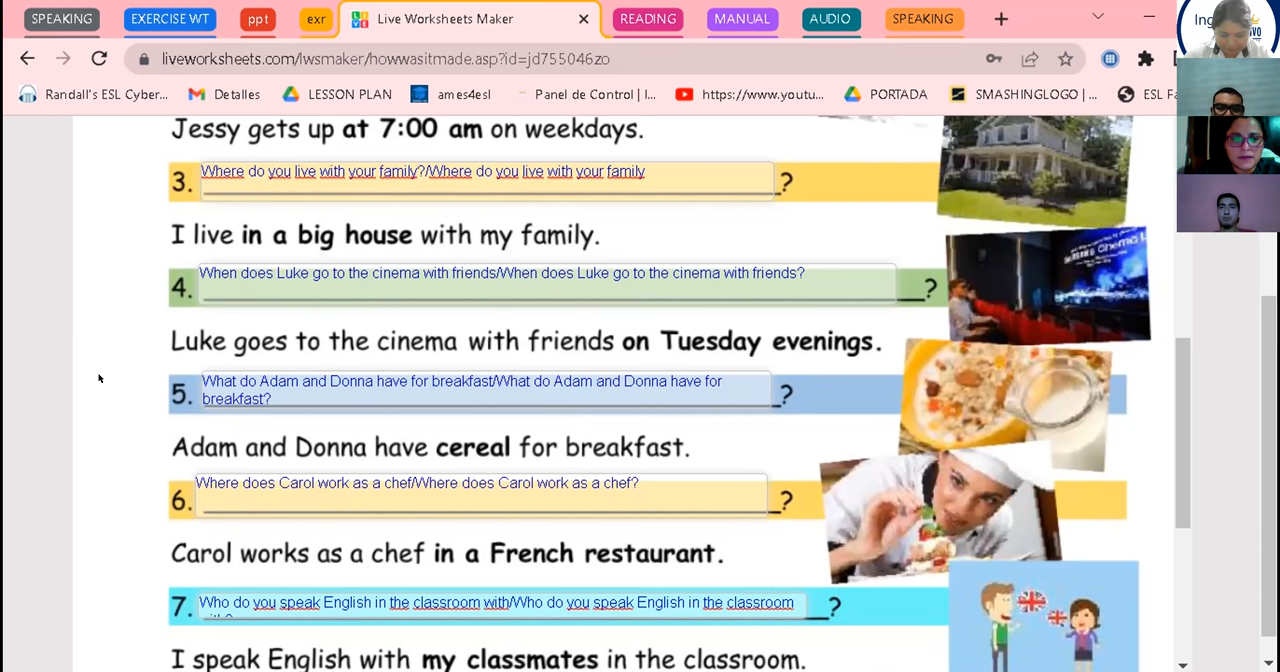 SPEAKING EXERCISE WT ppt exr Live Worksheets Maker READING MANUAL AUDIO SPEAKING
liveworksheets.com/lwsmaker/howwasitmade.asp?id=jd755046zo
Randall's ESL Cyber... Detalles LESSON PLAN ames4esl Panel de Control | I... https://www.youtu... PORTADA SMASHINGLOGO | ... ESL Fa
Jessy gets up at 7:00 am on weekdays.
3. Where do you live with your family?/Where do you live with your family ?
I live in a big house with my family.
4. When does Luke go to the cinema with friends/When does Luke go to the cinema with friends? ?
Luke goes to the cinema with friends on Tuesday evenings.
5. What do Adam and Donna have for breakfast/What do Adam and Donna have for
breakfast? ?
Adam and Donna have cereal for breakfast.
6. Where does Carol work as a chef/Where does Carol work as a chef? ?
Carol works as a chef in a French restaurant.
7. Who do you speak English in the classroom with/Who do you speak English in the classroom ?
I speak English with my classmates in the classroom.